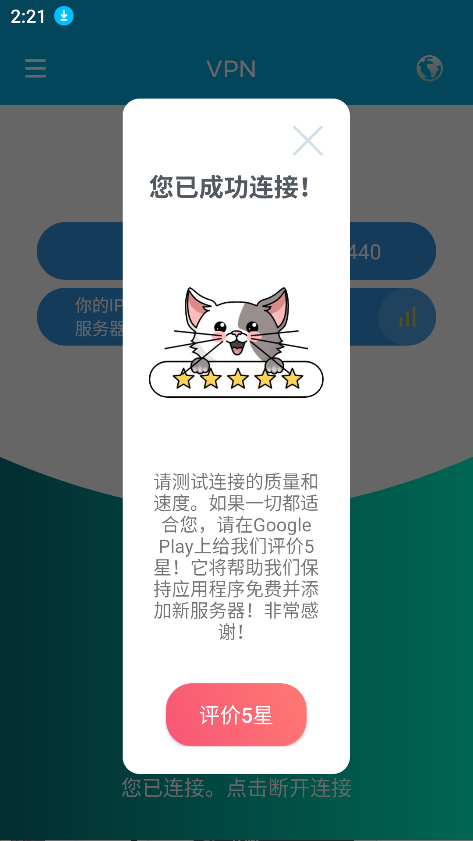 2:21
VPN
您已成功连接！
440
你的IP
服务器
请测试连接的质量和
速度。如果一切都适
合您，请在Google
Play上给我们评价5
星！它将帮助我们保
持应用程序免费并添
加新服务器！非常感
谢！
评价5星
您已连接。点击断开连接